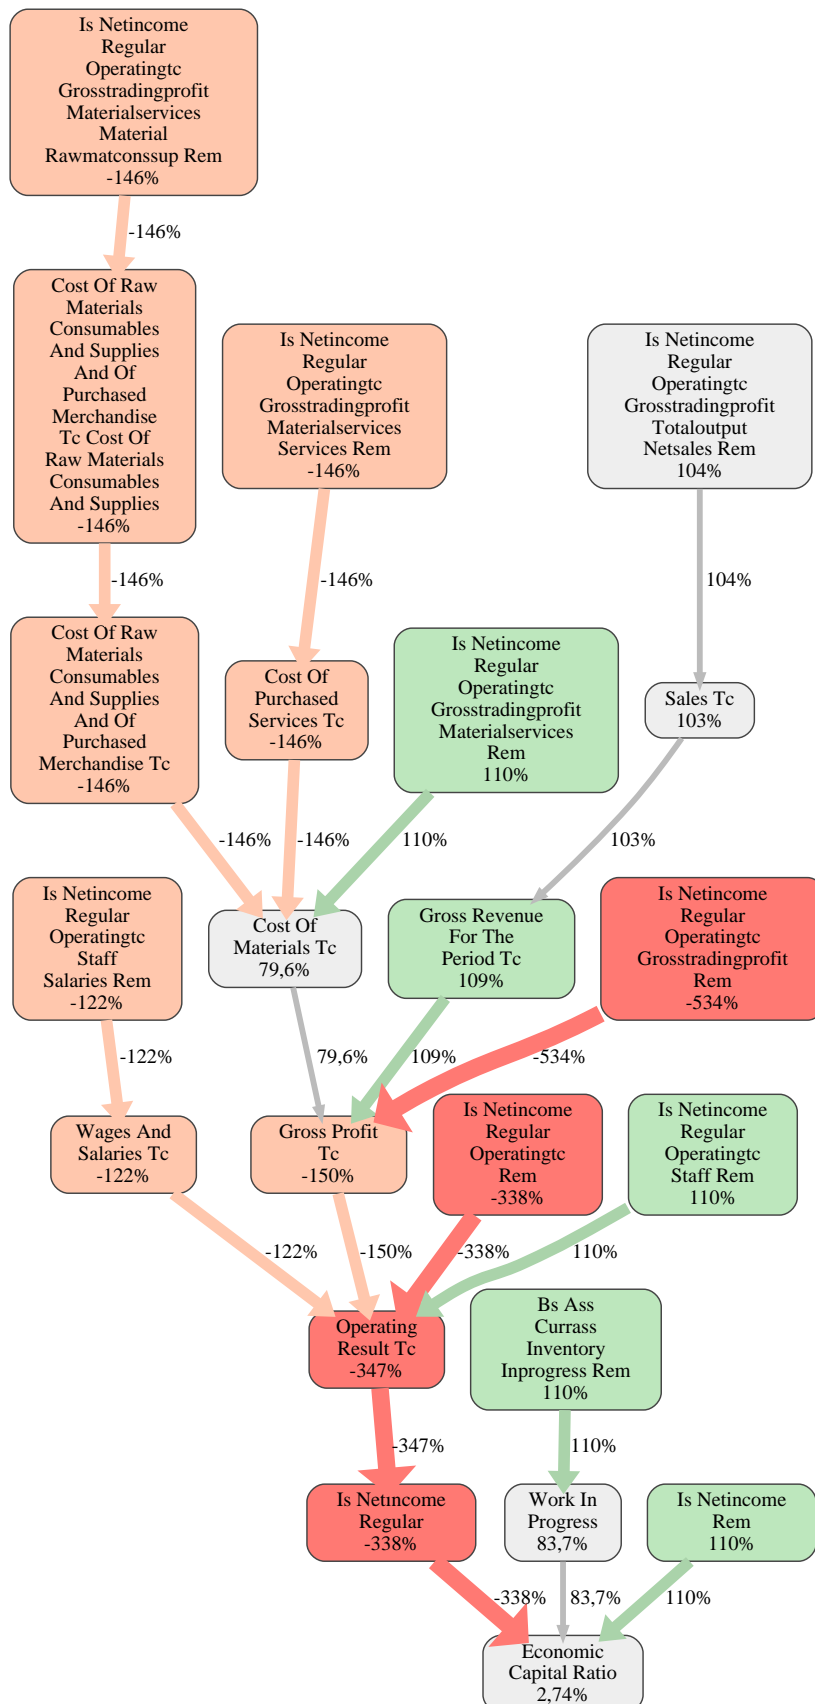 Is Netincome
Regular
Operatingtc
Grosstradingprofit
Materialservices
Material
Rawmatconssup Rem
-146%
-146%
Cost Of Raw
Materials
Consumables
And Supplies
And Of
Purchased
Merchandise
Tc Cost Of
Raw Materials
Consumables
And Supplies
-146%
Is Netincome
Regular
Operatingtc
Grosstradingprofit
Materialservices
Services Rem
-146%
Is Netincome
Regular
Operatingtc
Grosstradingprofit
Totaloutput
Netsales Rem
104%
-146%
-146%
104%
Cost Of Raw
Materials
Consumables
And Supplies
And Of
Purchased
Merchandise Tc
-146%
Cost Of
Purchased
Services Tc
-146%
Is Netincome
Regular
Operatingtc
Grosstradingprofit
Materialservices
Rem
110%
Sales Tc
103%
-146%
-146%
110%
103%
Is Netincome
Regular
Operatingtc
Staff
Salaries Rem
-122%
Cost Of
Materials Tc
79,6%
Gross Revenue
For The
Period Tc
109%
Is Netincome
Regular
Operatingtc
Grosstradingprofit
Rem
-534%
-122%
79,6%
109%
-534%
Wages And
Salaries Tc
-122%
Gross Profit
Tc
-150%
Is Netincome
Regular
Operatingtc
Rem
-338%
Is Netincome
Regular
Operatingtc
Staff Rem
110%
-122%
-150%
-338%
110%
Operating
Result Tc
-347%
Bs Ass
Currass
Inventory
Inprogress Rem
110%
-347%
110%
Is Netincome
Regular
-338%
Work In
Progress
83,7%
Is Netincome
Rem
110%
-338%
83,7%
110%
Economic
Capital Ratio
2,74%